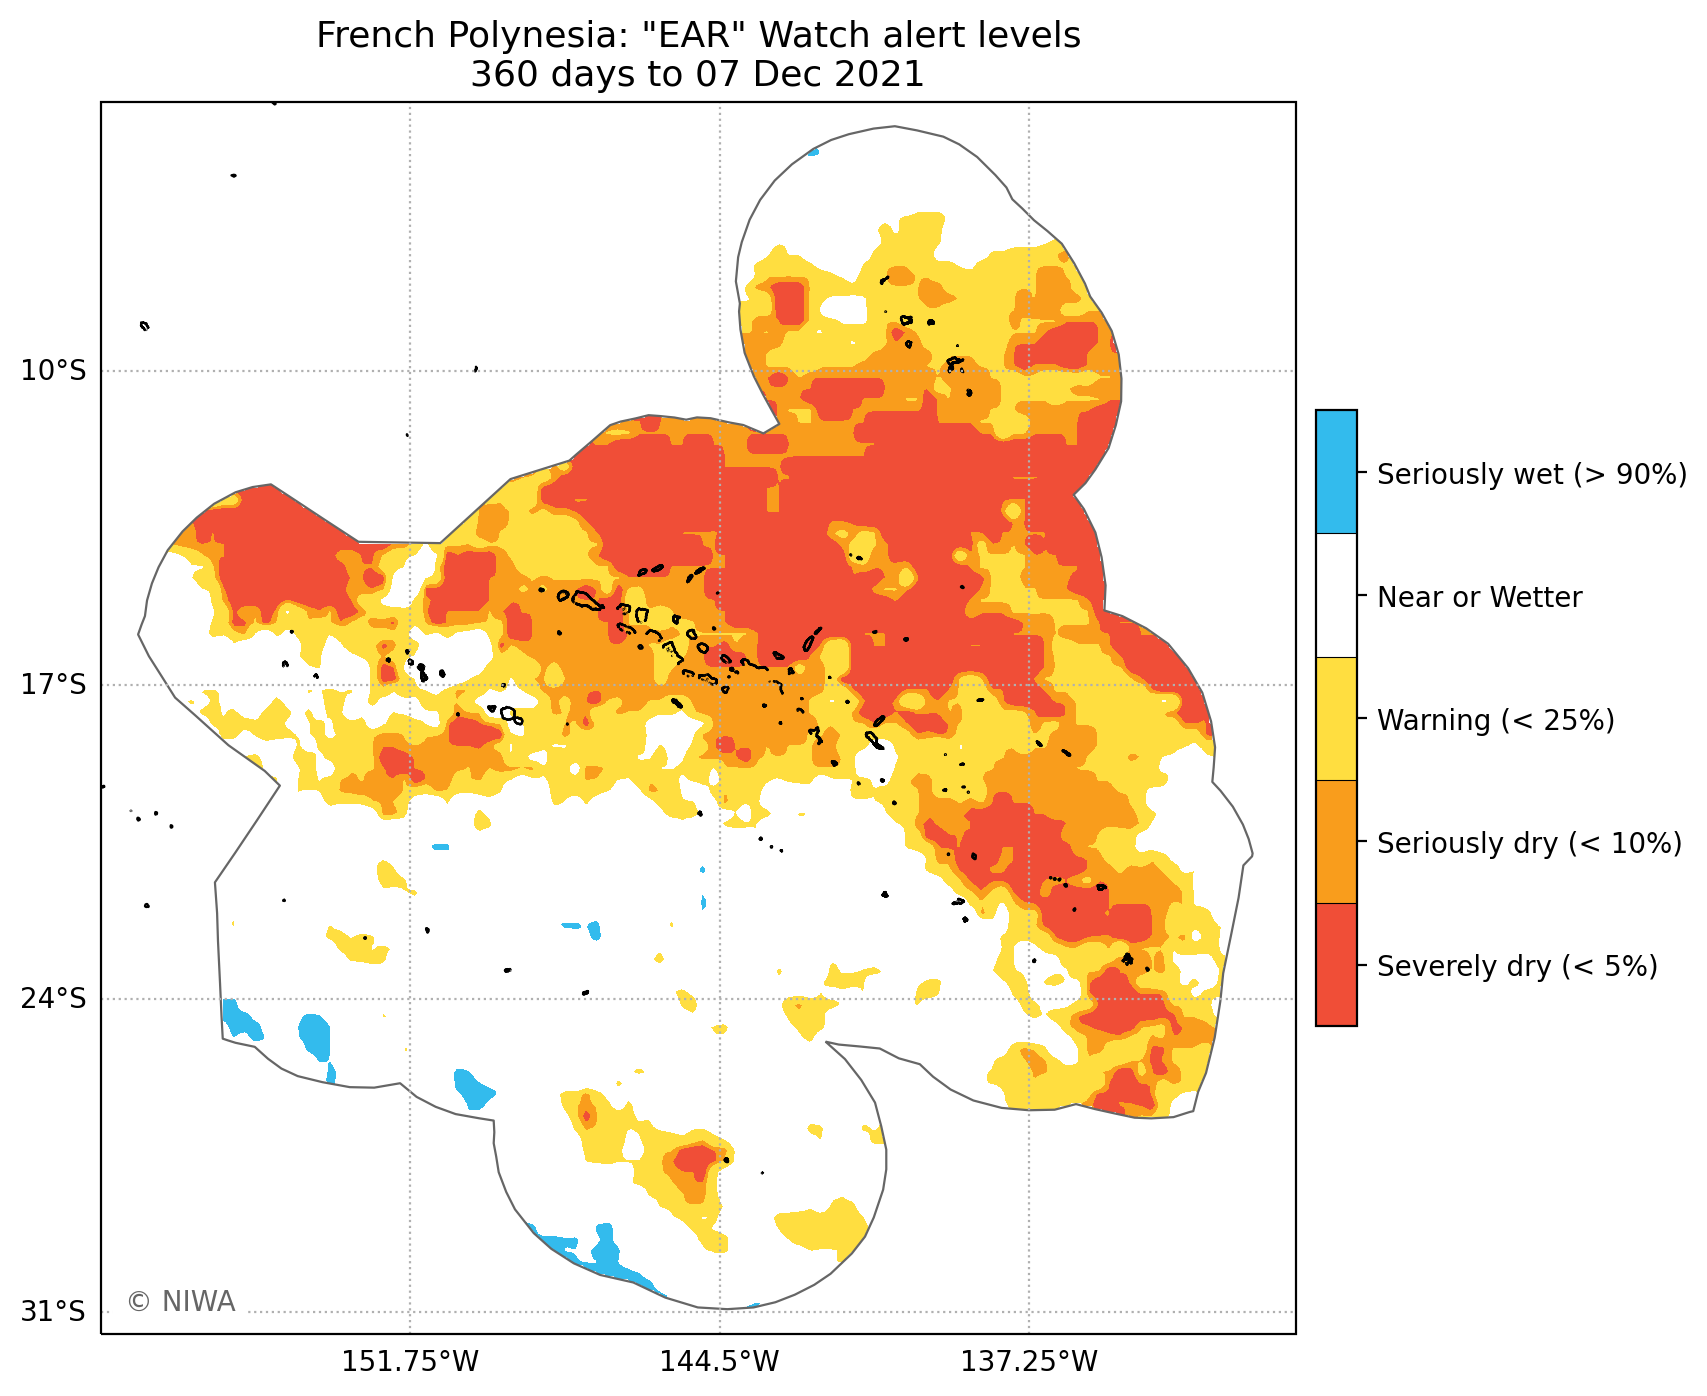 French Polynesia: "EAR" Watch alert levels
360 days to 07 Dec 2021
10°S
17°S
24°S
31°S
151.75°W
144.5°W
137.25°W
© NIWA
Seriously wet (> 90%)
Near or Wetter
Warning (< 25%)
Seriously dry (< 10%)
Severely dry (< 5%)